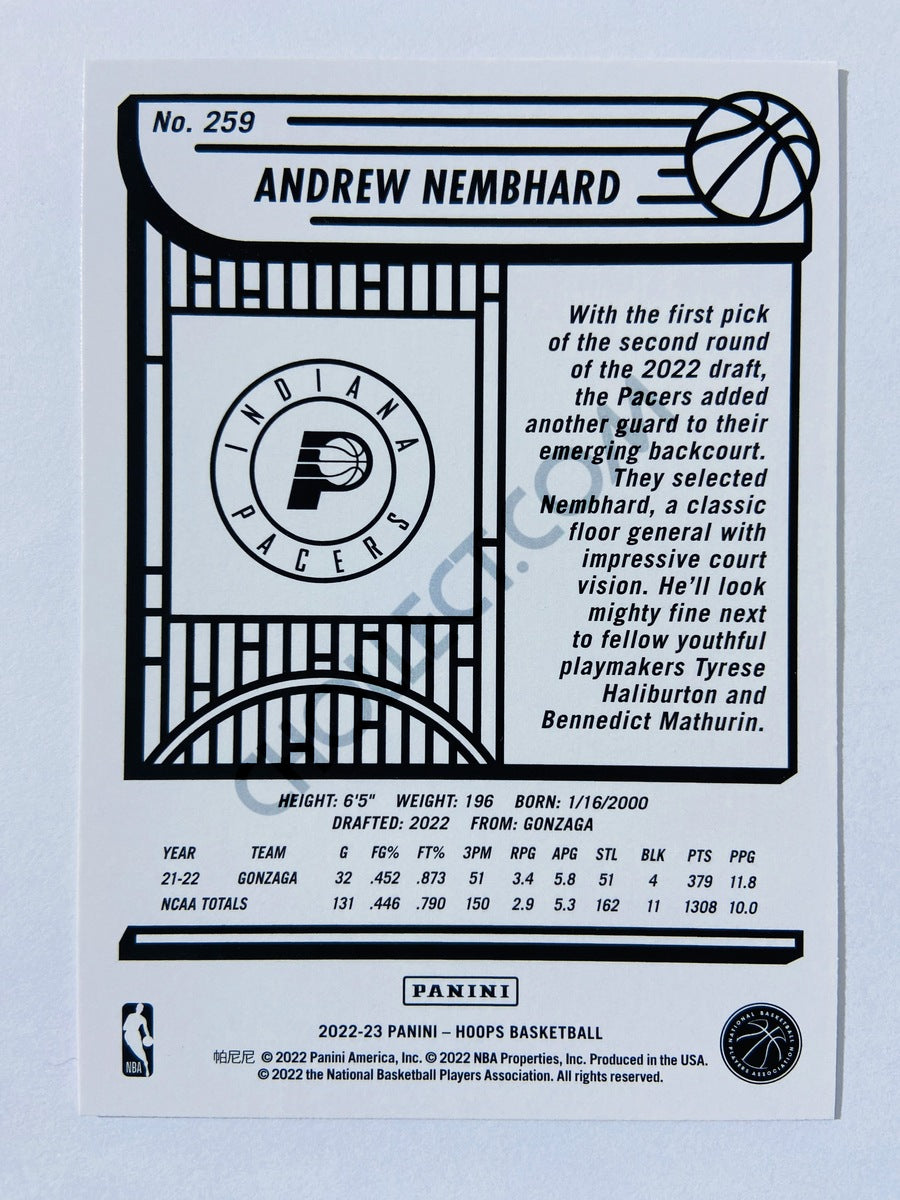 No. 259
ANDREW NEMBHARD
INDIANA
PACERS
With the first pick
of the second round
of the 2022 draft,
the Pacers added
another guard to their
emerging backcourt.
They selected
Nembhard, a classic
floor general with
impressive court
vision. He'll look
mighty fine next
to fellow youthful
playmakers Tyrese
Haliburton and
Bennedict Mathurin.
HEIGHT: 6'5" WEIGHT: 196 BORN: 1/16/2000
DRAFTED: 2022 FROM: GONZAGA
YEAR TEAM G FG% FT% 3PM RPG APG STL BLK PTS PPG
21-22 GONZAGA 32 .452 .873 51 3.4 5.8 51 4 379 11.8
NCAA TOTALS 131 .446 .790 150 2.9 5.3 162 11 1308 10.0
PANINI
2022-23 PANINI – HOOPS BASKETBALL
帕尼尼 © 2022 Panini America, Inc. © 2022 NBA Properties, Inc. Produced in the USA.
© 2022 the National Basketball Players Association. All rights reserved.
NBA
NATIONAL BASKETBALL
PLAYERS ASSOCIATION